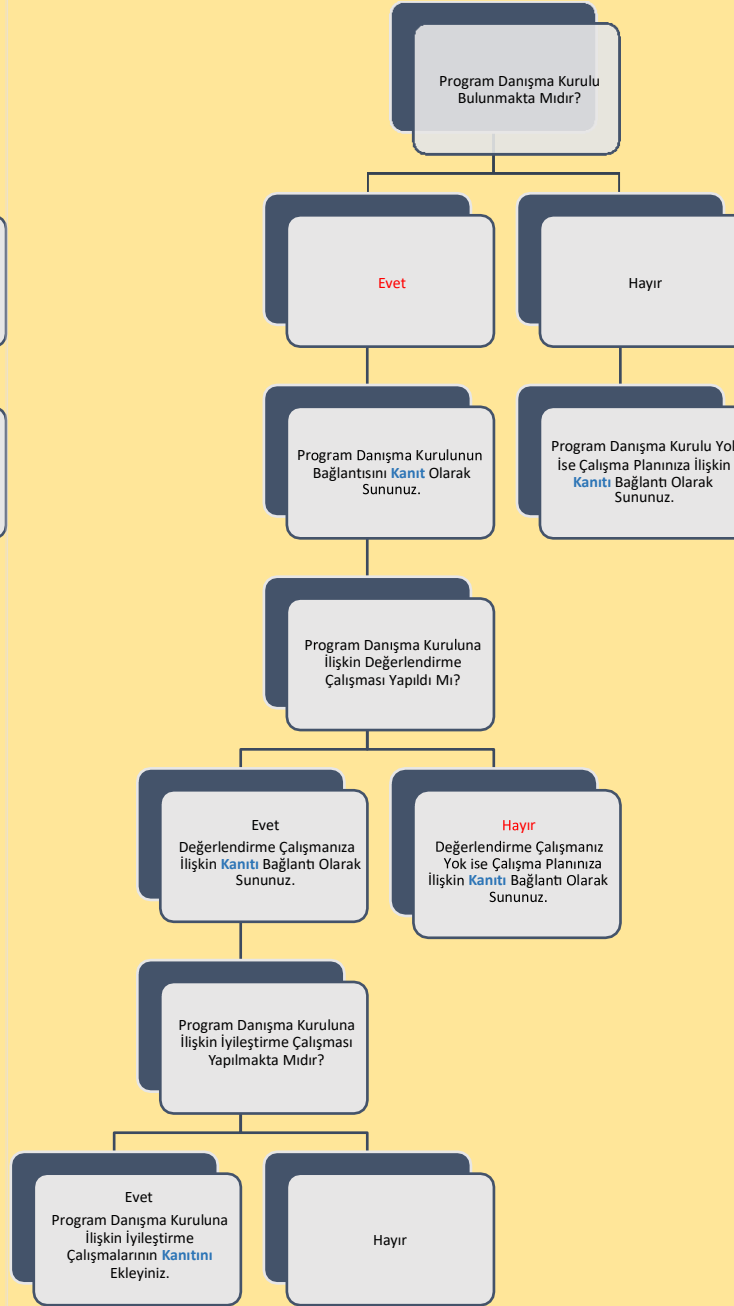 Program Danışma Kurulu
Bulunmakta Mıdır?
Evet
Hayır
Program Danışma Kurulunun
Bağlantısını Kanıt Olarak
Sununuz.
Program Danışma Kurulu Yok
İse Çalışma Planınıza İlişkin
Kanıtı Bağlantı Olarak
Sununuz.
Program Danışma Kuruluna
İlişkin Değerlendirme
Çalışması Yapıldı Mı?
Evet
Değerlendirme Çalışmanıza
İlişkin Kanıtı Bağlantı Olarak
Sununuz.
Hayır
Değerlendirme Çalışmanız
Yok ise Çalışma Planınıza
İlişkin Kanıtı Bağlantı Olarak
Sununuz.
Program Danışma Kuruluna
İlişkin İyileştirme Çalışması
Yapılmakta Mıdır?
Evet
Program Danışma Kuruluna
İlişkin İyileştirme
Çalışmalarının Kanıtını
Ekleyiniz.
Hayır